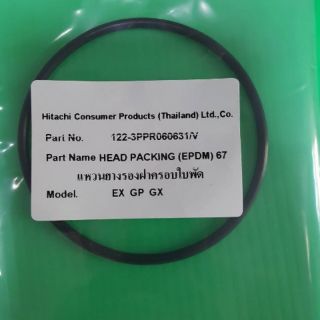 Hitachi Consumer Products (Thailand) Ltd.,Co.
Part No. 122-3PPR060631/V
Part Name HEAD PACKING (EPDM) 67
แหวนยางรองฝาครอบใบพัด
Model. EX GP GX